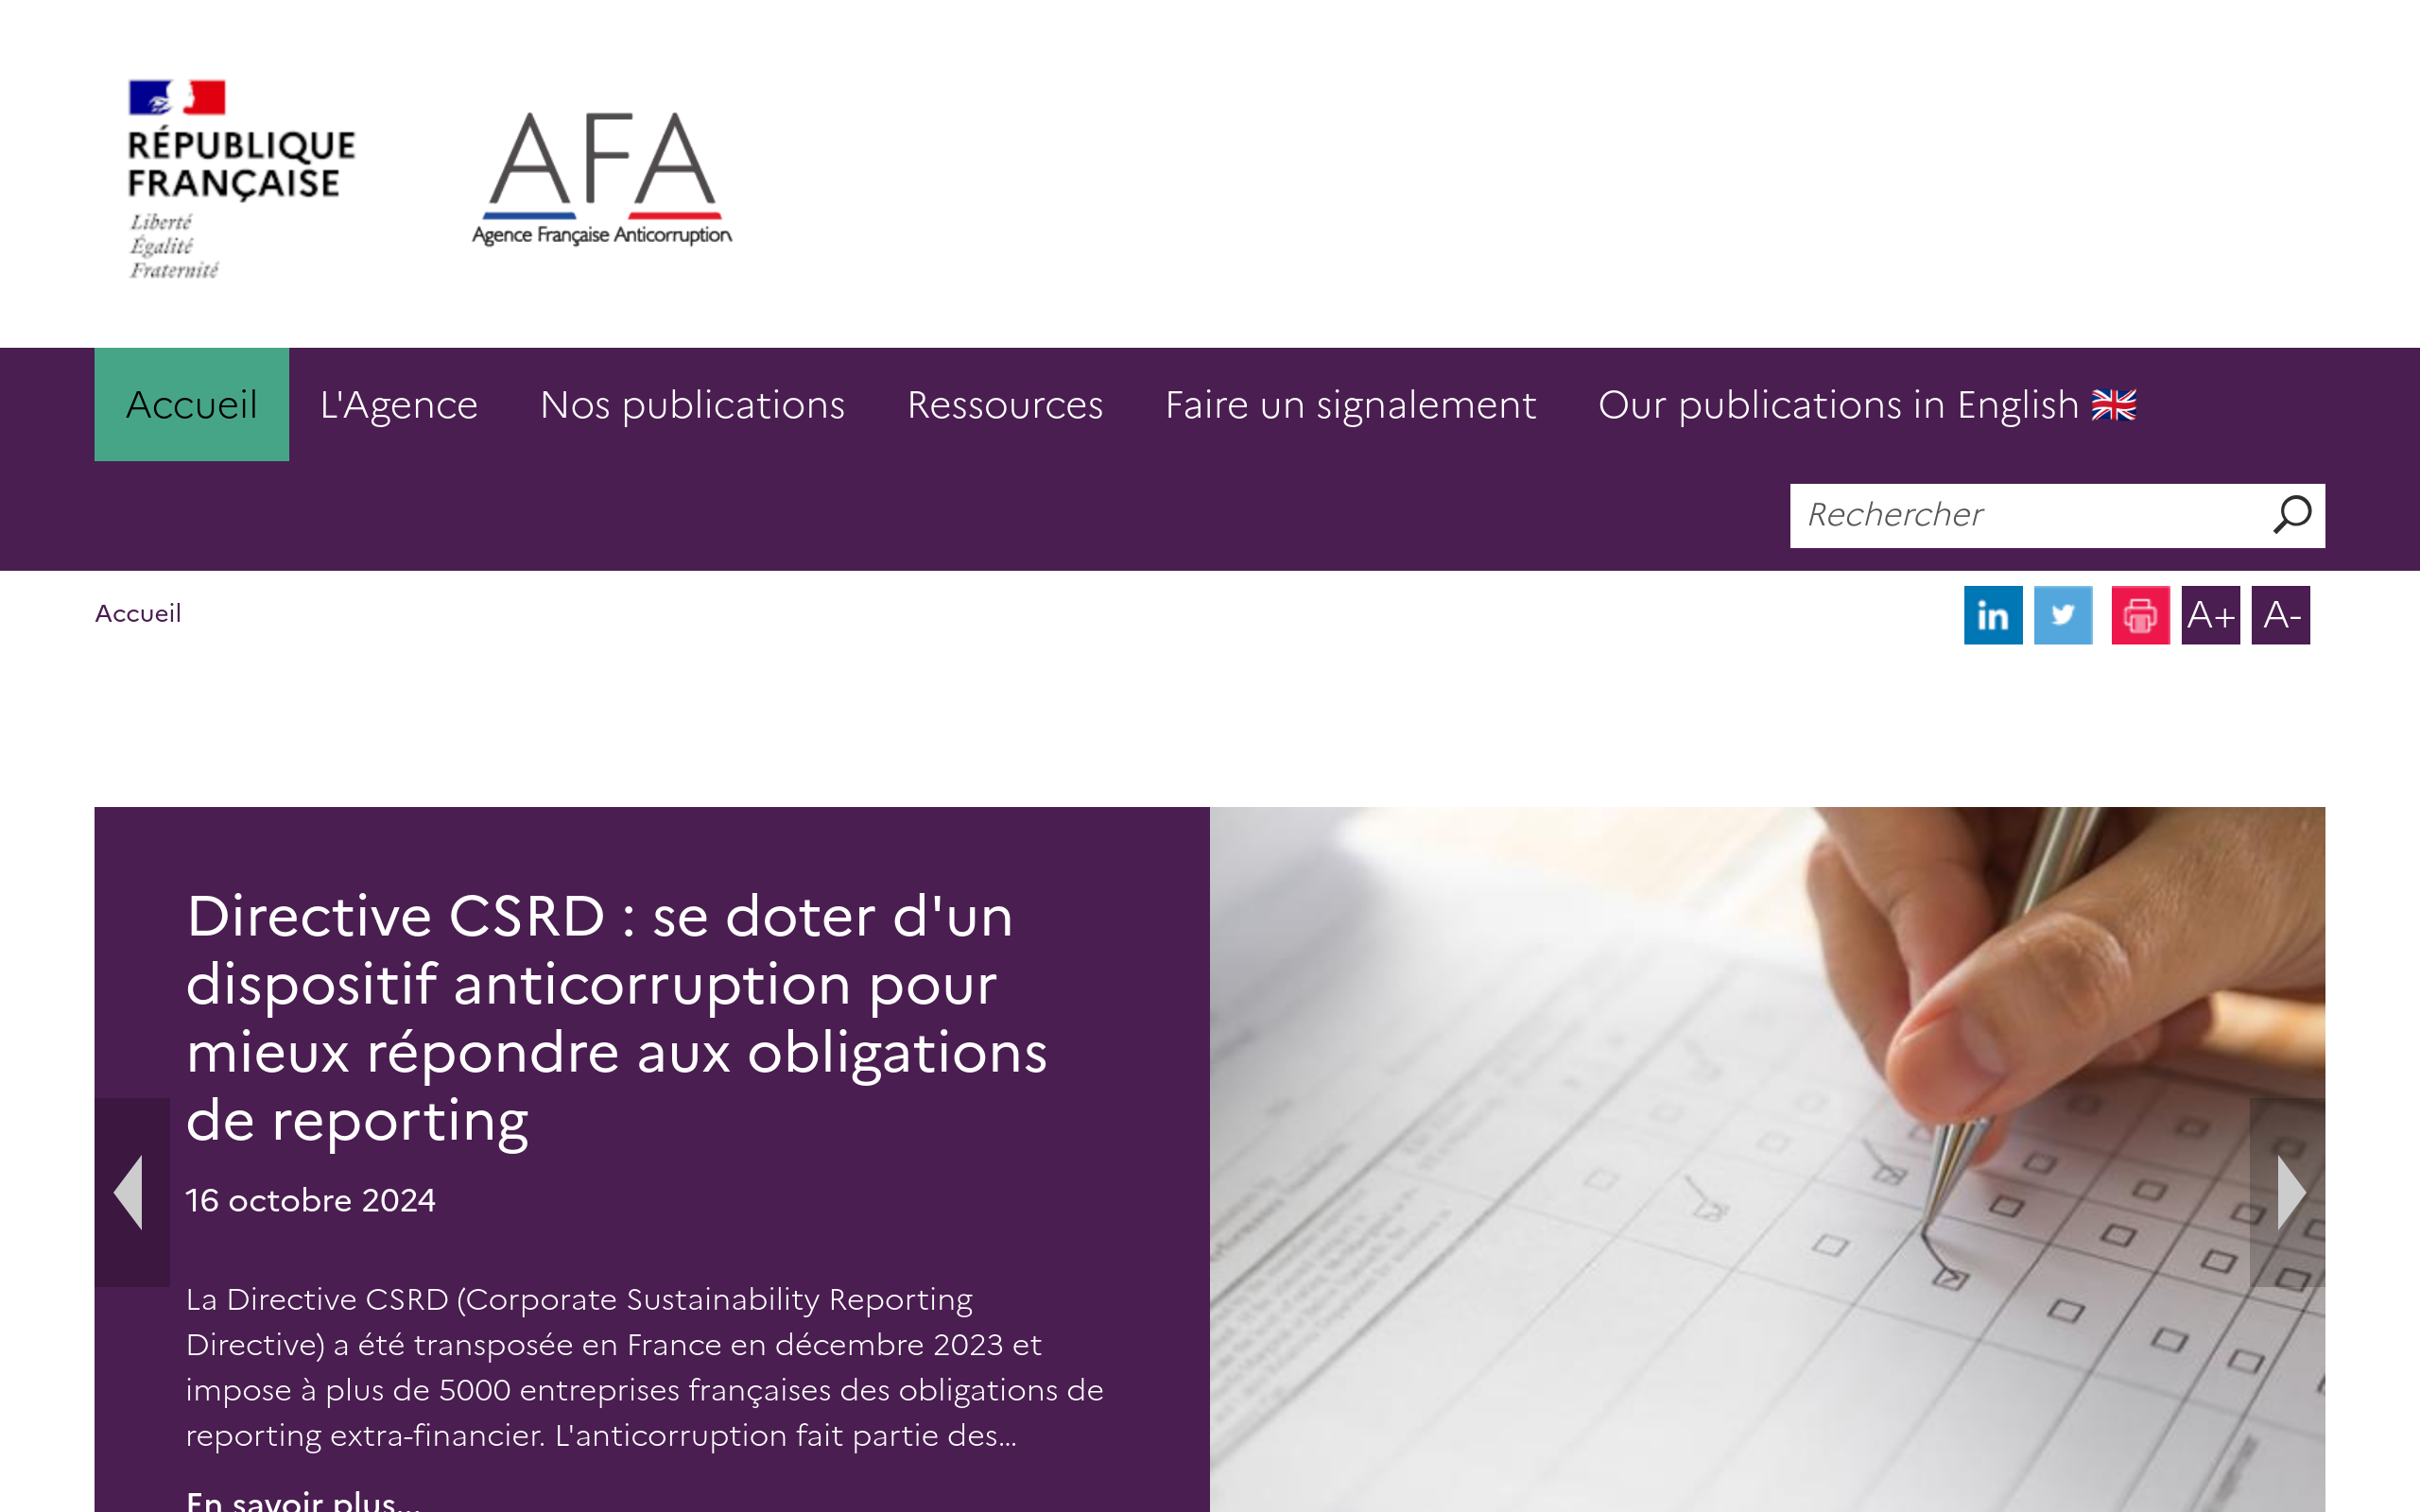 RÉPUBLIQUE
FRANÇAISE
Liberté
Égalité
Fraternité
AFA
Agence Française Anticorruption
Accueil
L'Agence
Nos publications
Ressources
Faire un signalement
Our publications in English 🇬🇧
Rechercher
Accueil
in
A+
A-
Directive CSRD : se doter d'un
dispositif anticorruption pour
mieux répondre aux obligations
de reporting
16 octobre 2024
La Directive CSRD (Corporate Sustainability Reporting
Directive) a été transposée en France en décembre 2023 et
impose à plus de 5000 entreprises françaises des obligations de
reporting extra-financier. L'anticorruption fait partie des...
En savoir plus...